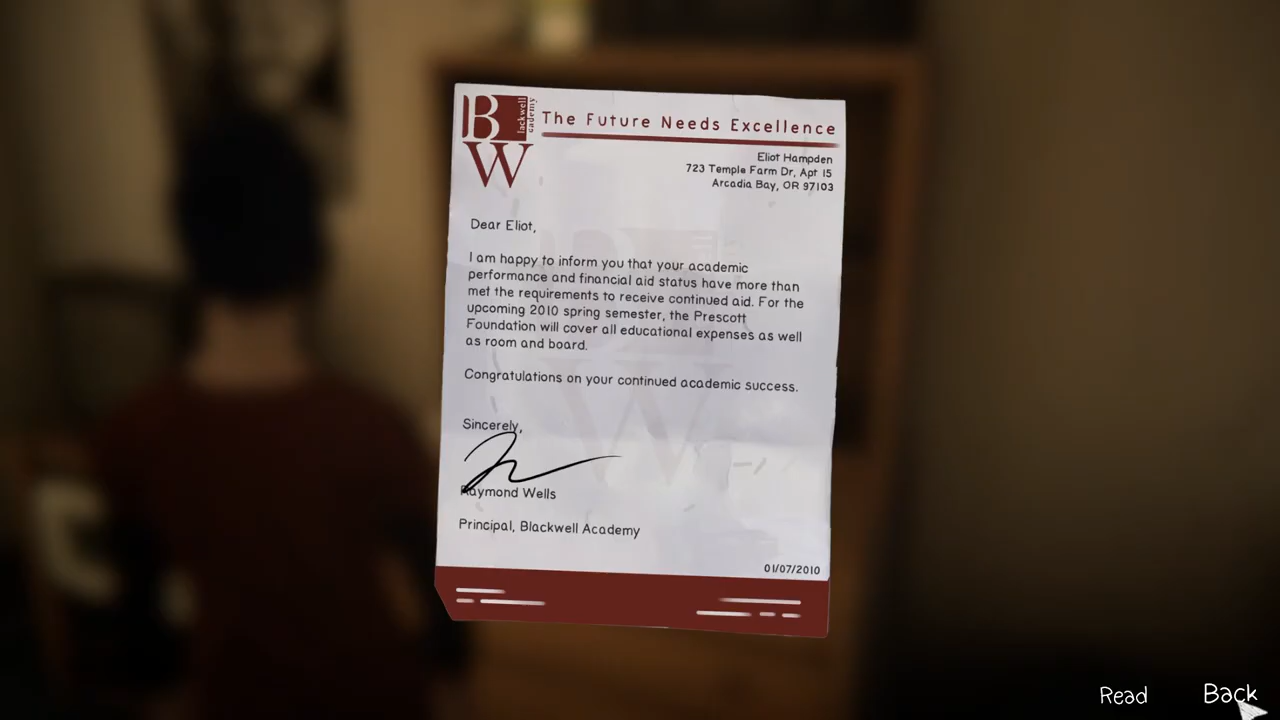 B
lackwell
cademy
W
The Future Needs Excellence
Eliot Hampden
723 Temple Farm Dr, Apt 15
Arcadia Bay, OR 97103
Dear Eliot,
I am happy to inform you that your academic
performance and financial aid status have more than
met the requirements to receive continued aid. For the
upcoming 2010 spring semester, the Prescott
Foundation will cover all educational expenses as well
as room and board.
Congratulations on your continued academic success.
Sincerely,
Raymond Wells
Principal, Blackwell Academy
01/07/2010
Read
Back